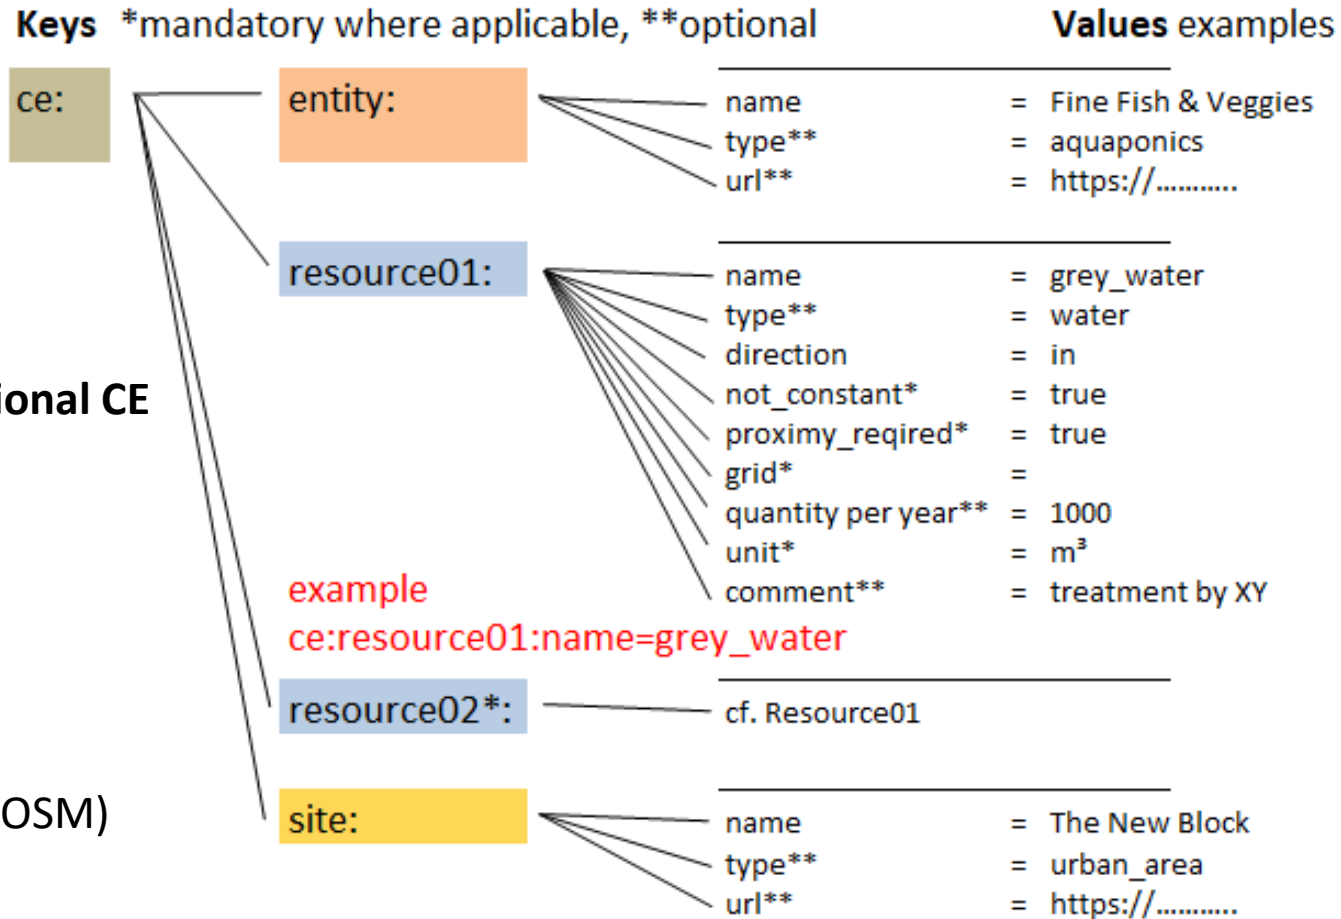 Keys *mandatory where applicable, **optional Values examples
ce:
entity:
name = Fine Fish & Veggies
type** = aquaponics
url** = https://...........
resource01:
name = grey_water
type** = water
direction = in
ional CE
not_constant* = true
proximy_reqired* = true
grid* =
quantity per year** = 1000
unit* = m³
example
comment** = treatment by XY
ce:resource01:name=grey_water
resource02*:
cf. Resource01
OSM)
site:
name = The New Block
type** = urban_area
url** = https://...........